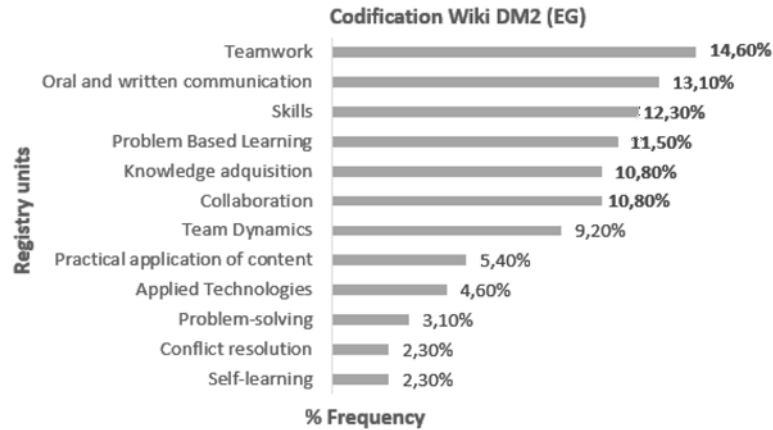 Codification Wiki DM2 (EG)
Registry units
Teamwork 14,60%
Oral and written communication 13,10%
Skills 12,30%
Problem Based Learning 11,50%
Knowledge adquisition 10,80%
Collaboration 10,80%
Team Dynamics 9,20%
Practical application of content 5,40%
Applied Technologies 4,60%
Problem-solving 3,10%
Conflict resolution 2,30%
Self-learning 2,30%
% Frequency